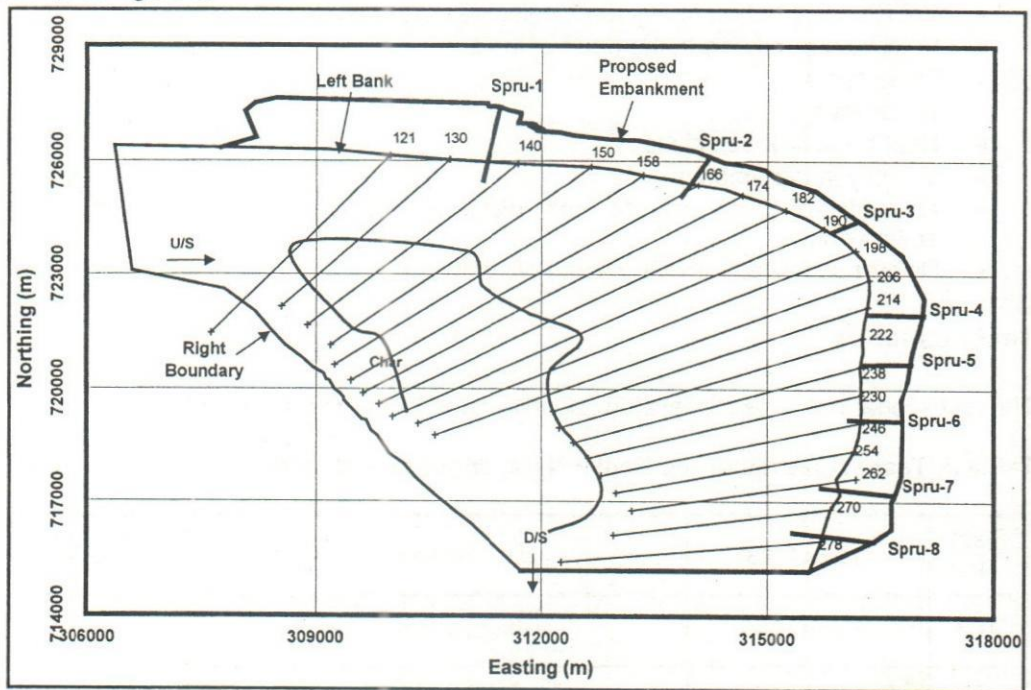 729000
726000
723000
720000
717000
714000
Northing (m)
Left Bank
Spru-1
Proposed
Embankment
Spru-2
121
130
140
150
158
166
174
182
190
Spru-3
198
206
214
Spru-4
222
Spru-5
238
230
Spru-6
246
254
262
Spru-7
270
278
Spru-8
U/S
Right
Boundary
Char
D/S
7306000
309000
312000
315000
318000
Easting (m)